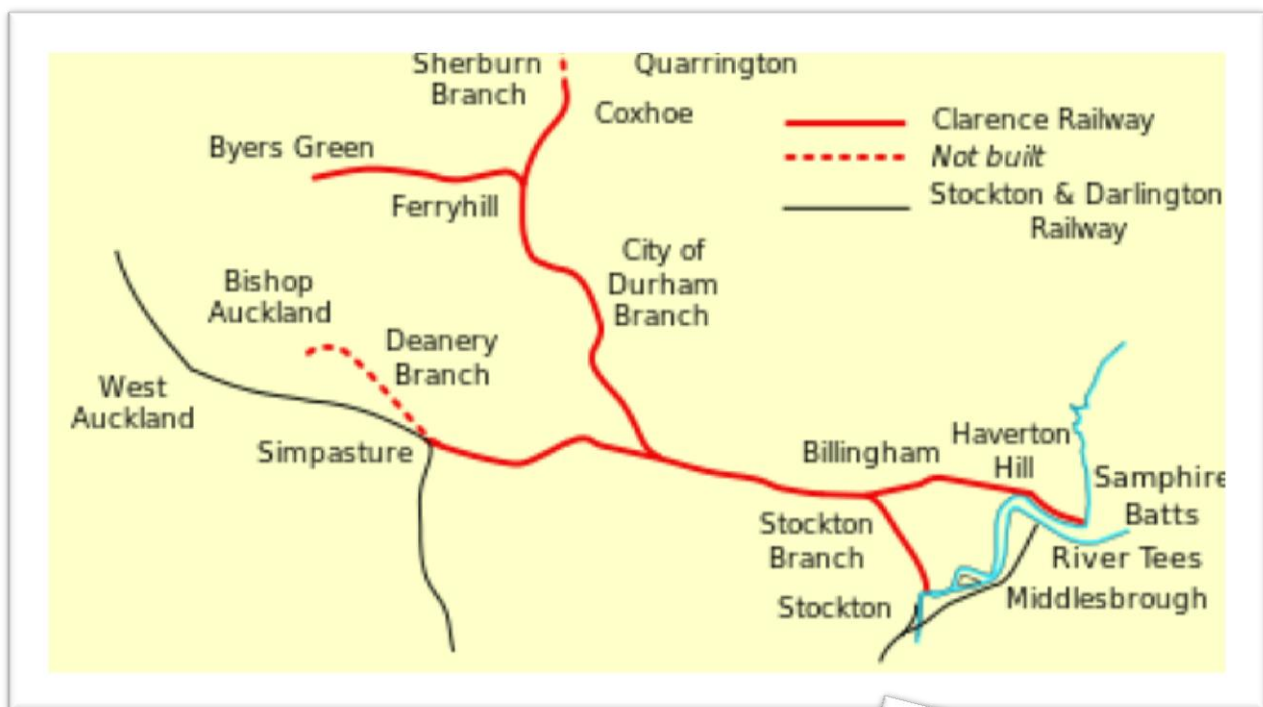 Sherburn
Branch
Quarrington
Coxhoe
Clarence Railway
Not built
Stockton & Darlington
Railway
Byers Green
Ferryhill
City of
Durham
Branch
Bishop
Auckland
Deanery
Branch
West
Auckland
Simpasture
Billingham
Haverton
Hill
Samphire
Batts
Stockton
Branch
River Tees
Stockton
Middlesbrough